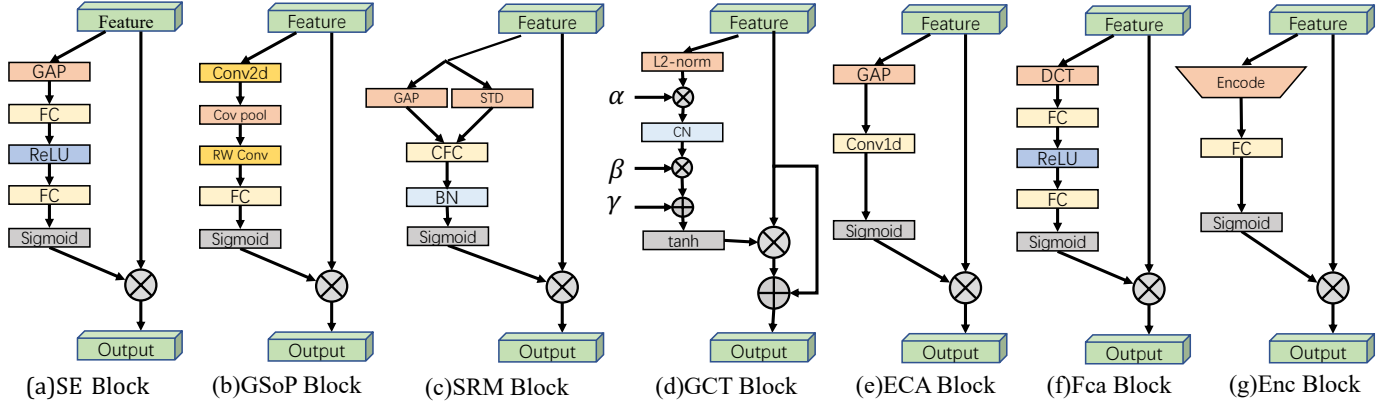 Feature
GAP
FC
ReLU
FC
Sigmoid
Output
(a)SE Block
Feature
Conv2d
Cov pool
RW Conv
FC
Sigmoid
Output
(b)GSoP Block
Feature
GAP
STD
CFC
BN
Sigmoid
Output
(c)SRM Block
Feature
L2-norm
α
CN
β
γ
tanh
Output
(d)GCT Block
Feature
GAP
Conv1d
Sigmoid
Output
(e)ECA Block
Feature
DCT
FC
ReLU
FC
Sigmoid
Output
(f)Fca Block
Feature
Encode
FC
Sigmoid
Output
(g)Enc Block